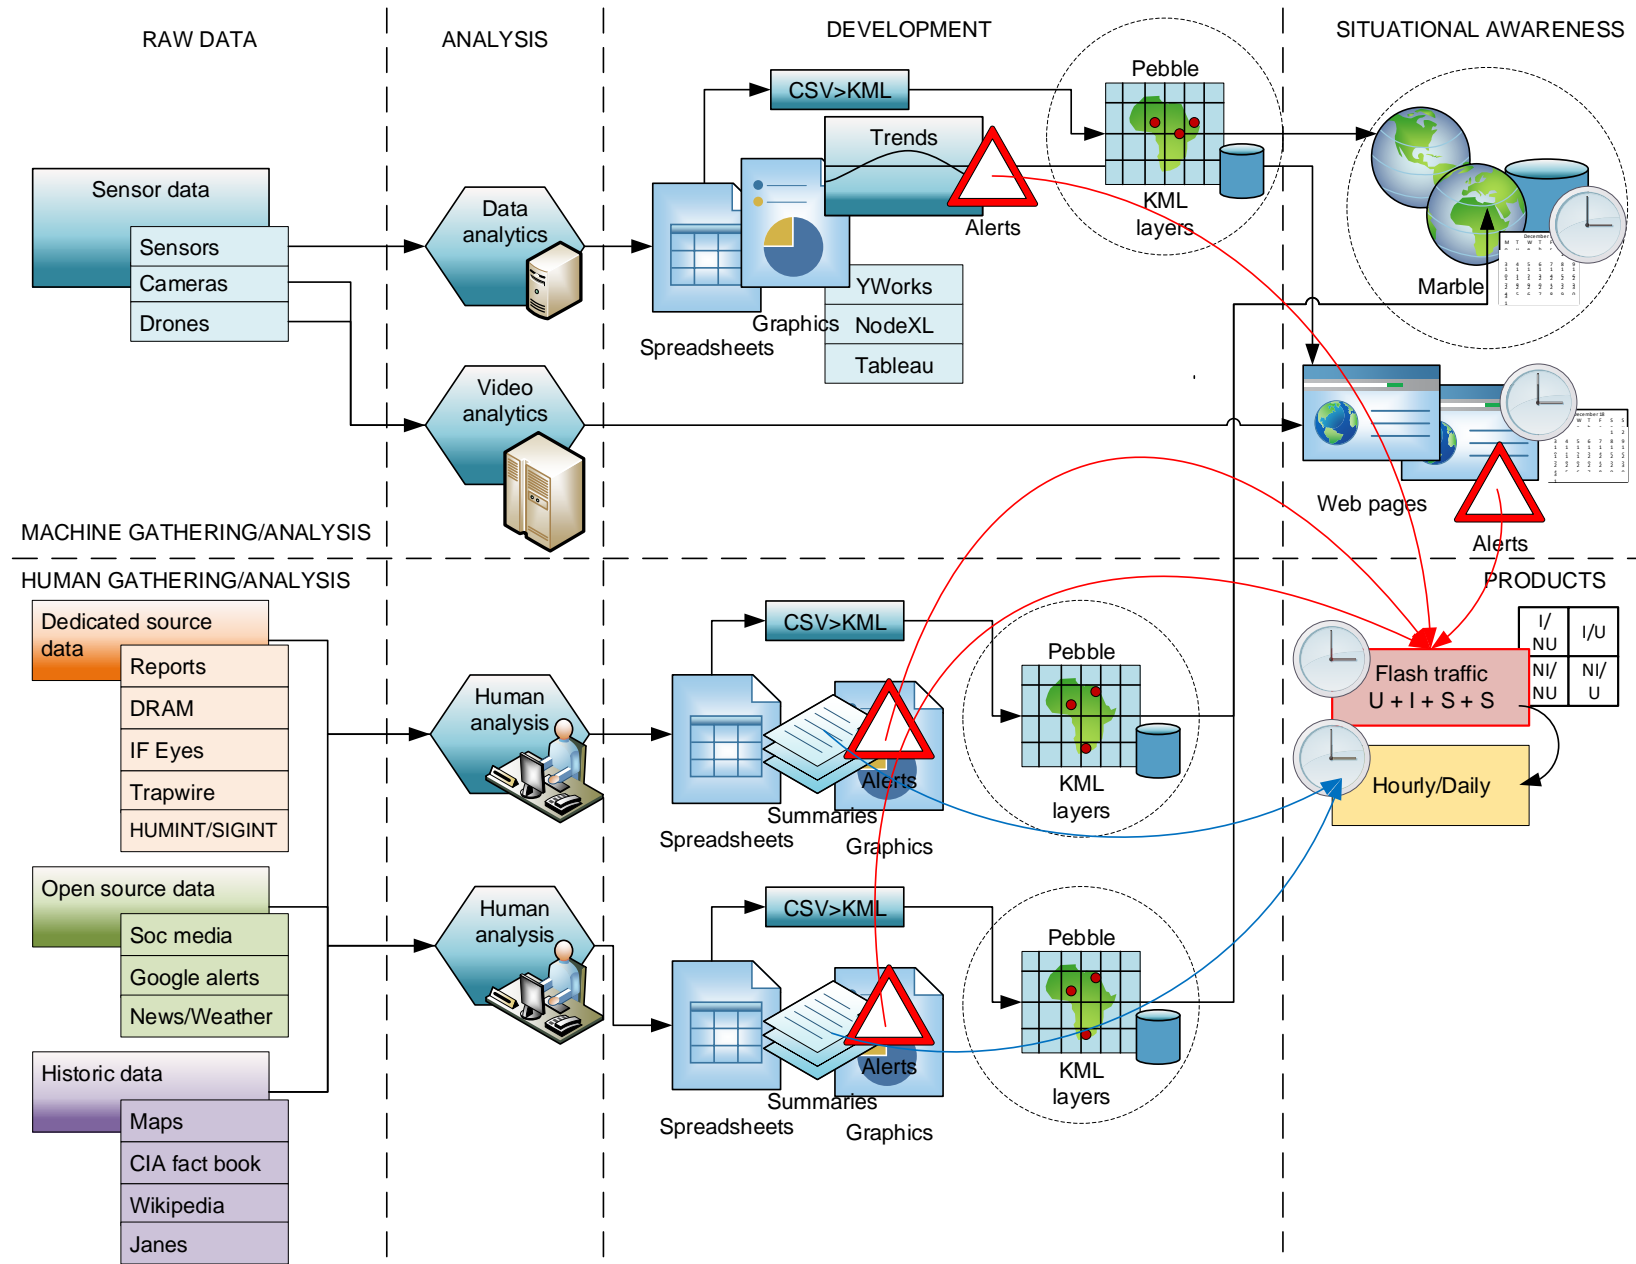 RAW DATA
ANALYSIS
DEVELOPMENT
SITUATIONAL AWARENESS
Sensor data
Sensors
Cameras
Drones
Data
analytics
Video
analytics
CSV>KML
Trends
Alerts
Spreadsheets
Graphics
YWorks
NodeXL
Tableau
Pebble
KML
layers
Marble
December
M T W T F
Web pages
Alerts
MACHINE GATHERING/ANALYSIS
HUMAN GATHERING/ANALYSIS
PRODUCTS
Dedicated source
data
Reports
DRAM
IF Eyes
Trapwire
HUMINT/SIGINT
Human
analysis
CSV>KML
Alerts
Summaries
Spreadsheets
Graphics
Pebble
KML
layers
I/
NU
I/U
NI/
NU
NI/
U
Flash traffic
U + I + S + S
Hourly/Daily
Open source data
Soc media
Google alerts
News/Weather
Human
analysis
CSV>KML
Alerts
Summaries
Spreadsheets
Graphics
Pebble
KML
layers
Historic data
Maps
CIA fact book
Wikipedia
Janes